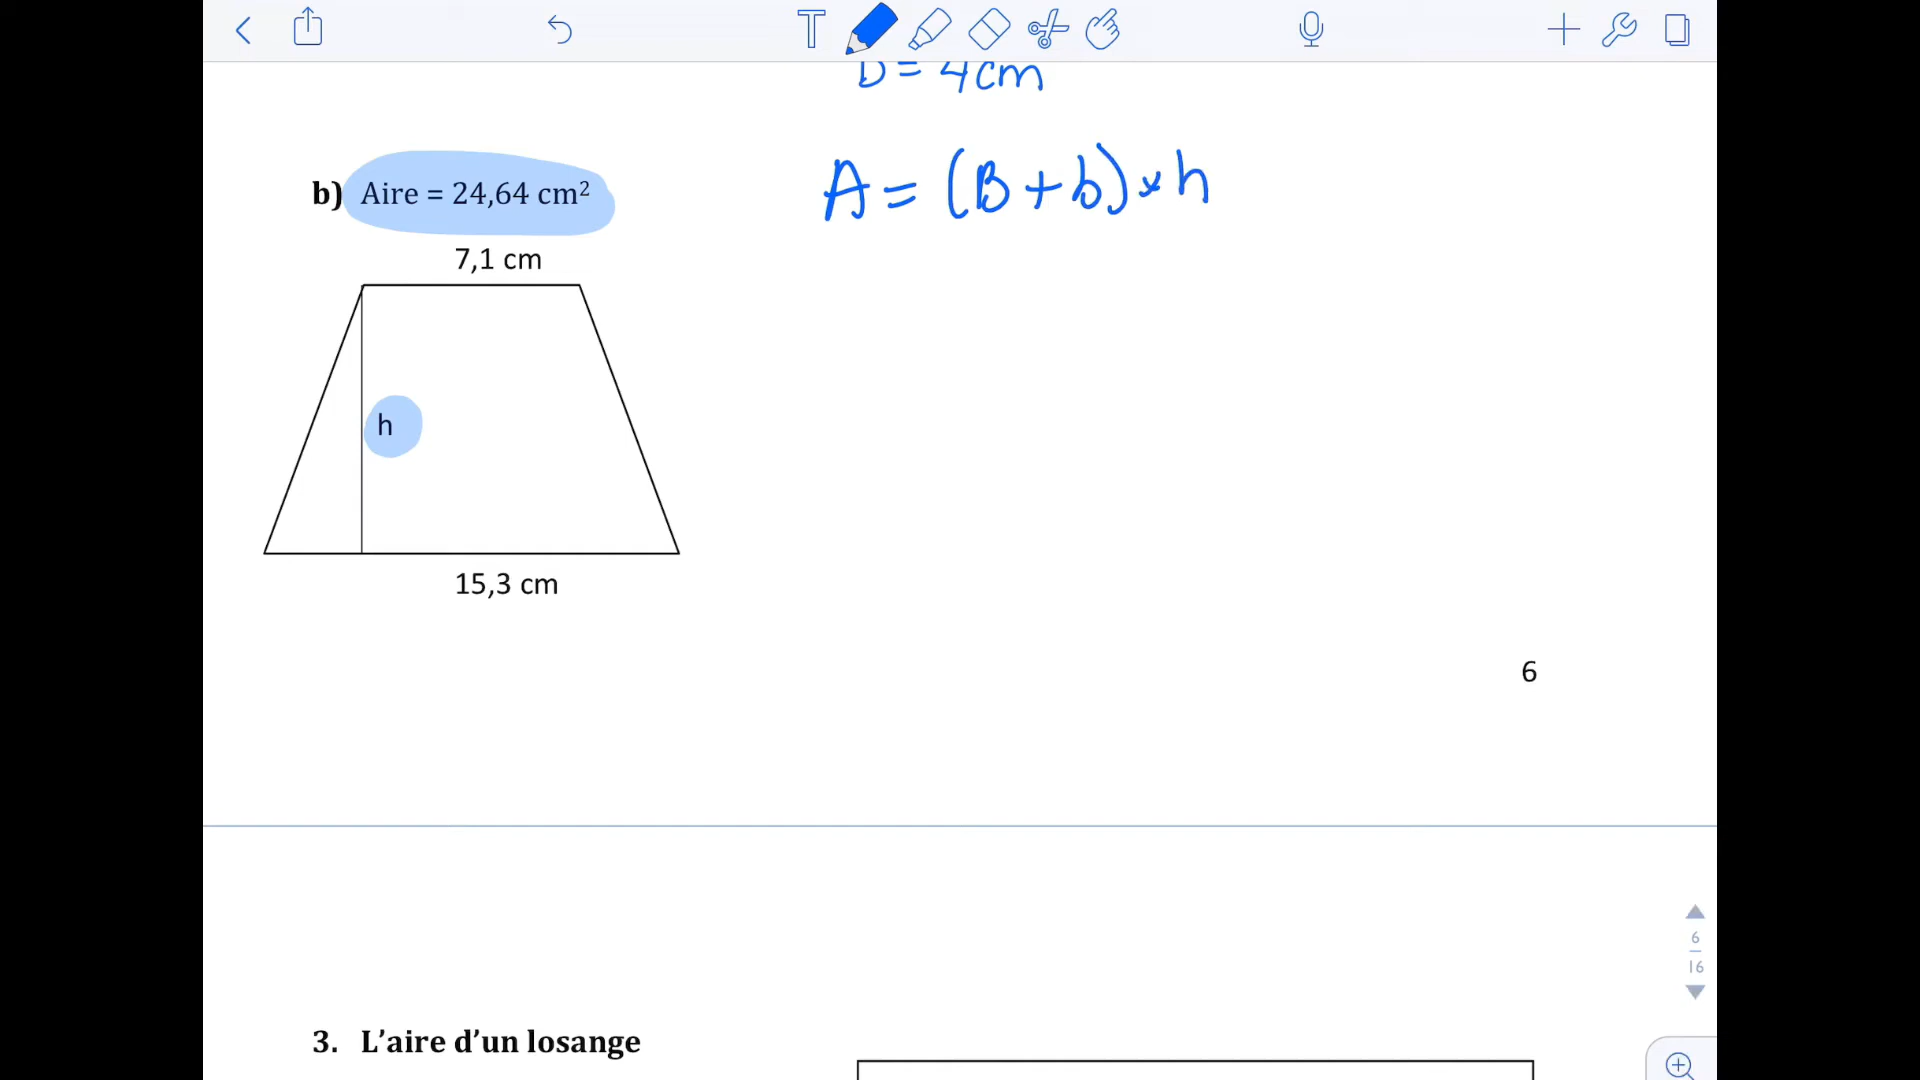 D = 4cm
b) Aire = 24,64 cm²
A = (B + b) × h
7,1 cm
h
15,3 cm
6
6
16
3. L’aire d’un losange